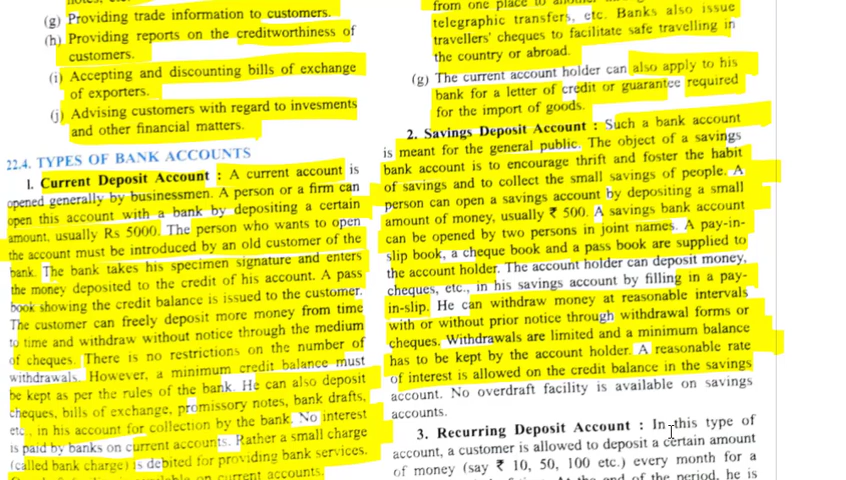 (g) Providing trade information to customers.
(h) Providing reports on the creditworthiness of
customers.
(i) Accepting and discounting bills of exchange
of exporters.
(j) Advising customers with regard to invesments
and other financial matters.
22.4. TYPES OF BANK ACCOUNTS
1. Current Deposit Account : A current account is
opened generally by businessmen. A person or a firm can
open this account with a bank by depositing a certain
amount, usually Rs 5000. The person who wants to open
the account must be introduced by an old customer of the
bank. The bank takes his specimen signature and enters
the money deposited to the credit of his account. A pass
book showing the credit balance is issued to the customer.
The customer can freely deposit more money from time
to time and withdraw without notice through the medium
of cheques. There is no restrictions on the number of
withdrawals. However, a minimum credit balance must
be kept as per the rules of the bank. He can also deposit
cheques, bills of exchange, promissory notes, bank drafts,
etc., in his account for collection by the bank. No interest
is paid by banks on current accounts. Rather a small charge
(called bank charge) is debited for providing bank services.
on current accounts.
from one place to another
telegraphic transfers, etc. Banks also issue
travellers' cheques to facilitate safe travelling in
the country or abroad.
(g) The current account holder can also apply to his
bank for a letter of credit or guarantee required
for the import of goods.
2. Savings Deposit Account : Such a bank account
is meant for the general public. The object of a savings
bank account is to encourage thrift and foster the habit
of savings and to collect the small savings of people. A
person can open a savings account by depositing a small
amount of money, usually ₹ 500. A savings bank account
can be opened by two persons in joint names. A pay-in-
slip book, a cheque book and a pass book are supplied to
the account holder. The account holder can deposit money,
cheques, etc., in his savings account by filling in a pay-
in-slip. He can withdraw money at reasonable intervals
with or without prior notice through withdrawal forms or
cheques. Withdrawals are limited and a minimum balance
has to be kept by the account holder. A reasonable rate
of interest is allowed on the credit balance in the savings
account. No overdraft facility is available on savings
accounts.
3. Recurring Deposit Account : In this type of
account, a customer is allowed to deposit a certain amount
of money (say ₹ 10, 50, 100 etc.) every month for a
of the period, he is